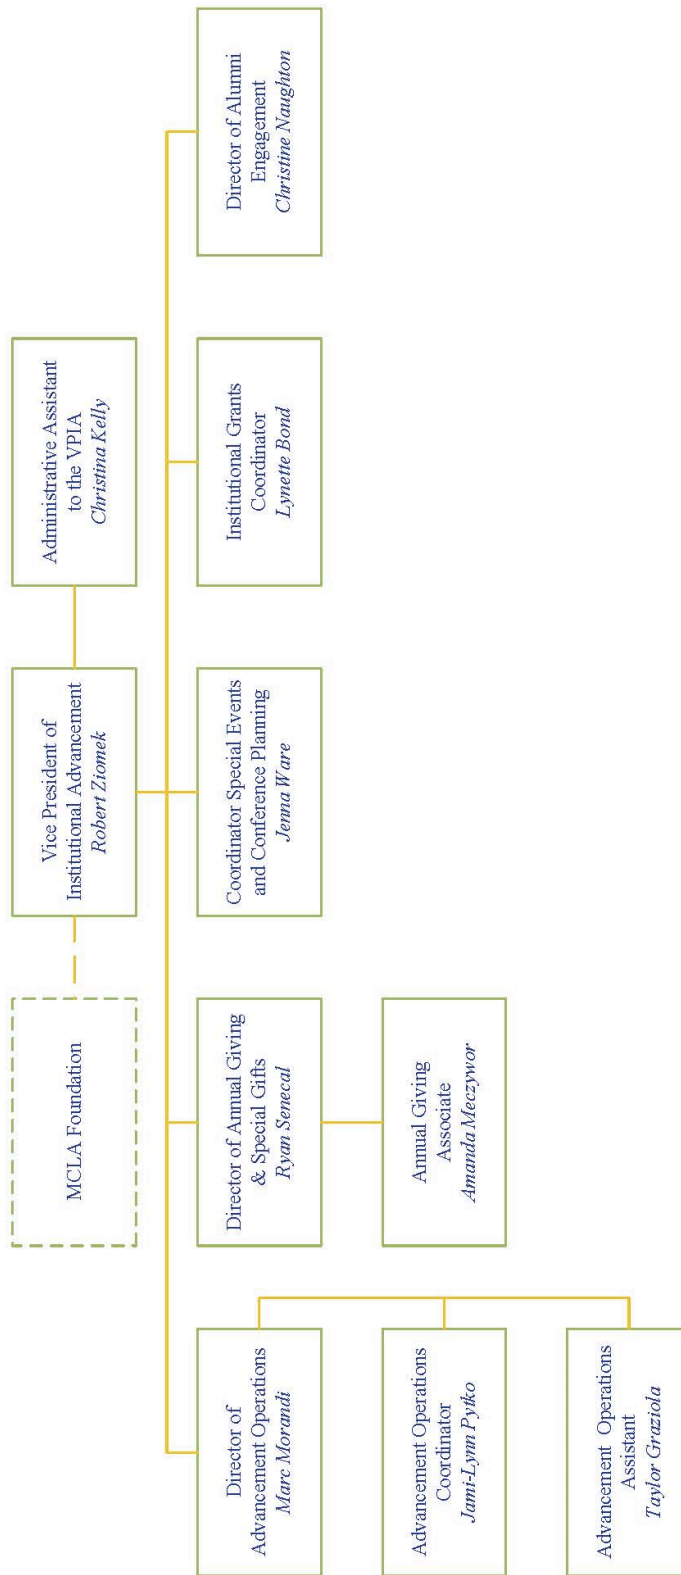 MCLA Foundation
Vice President of
Institutional Advancement
Robert Ziomek
Administrative Assistant
to the VPIA
Christina Kelly
Director of
Advancement Operations
Marc Morandi
Director of Annual Giving
& Special Gifts
Ryan Senecal
Coordinator Special Events
and Conference Planning
Jenna Ware
Institutional Grants
Coordinator
Lynette Bond
Director of Alumni
Engagement
Christine Naughton
Advancement Operations
Coordinator
Jami-Lynn Pytko
Annual Giving
Associate
Amanda Meczywor
Advancement Operations
Assistant
Taylor Graziola